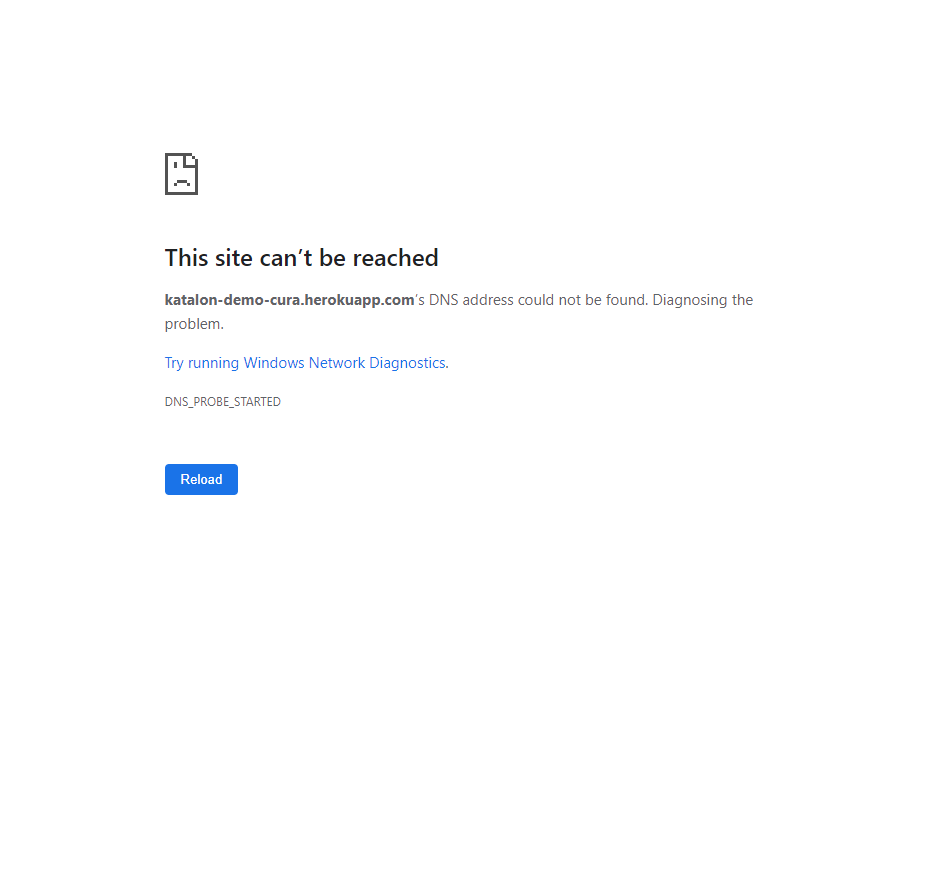 This site can’t be reached
katalon-demo-cura.herokuapp.com’s DNS address could not be found. Diagnosing the
problem.
Try running Windows Network Diagnostics.
DNS_PROBE_STARTED
Reload